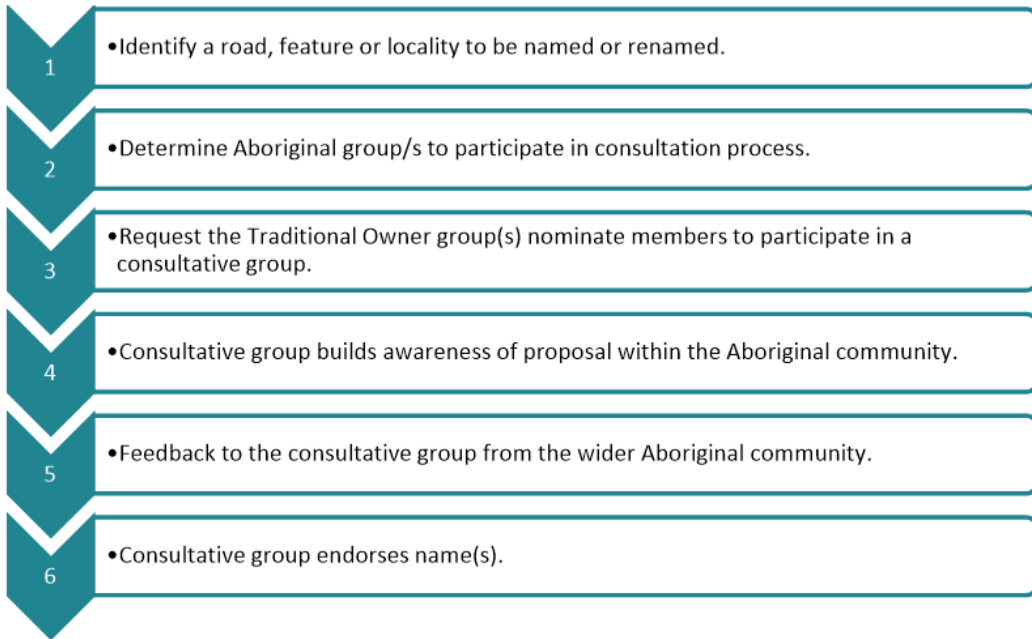 1
•Identify a road, feature or locality to be named or renamed.
2
•Determine Aboriginal group/s to participate in consultation process.
3
•Request the Traditional Owner group(s) nominate members to participate in a
consultative group.
4
•Consultative group builds awareness of proposal within the Aboriginal community.
5
•Feedback to the consultative group from the wider Aboriginal community.
6
•Consultative group endorses name(s).